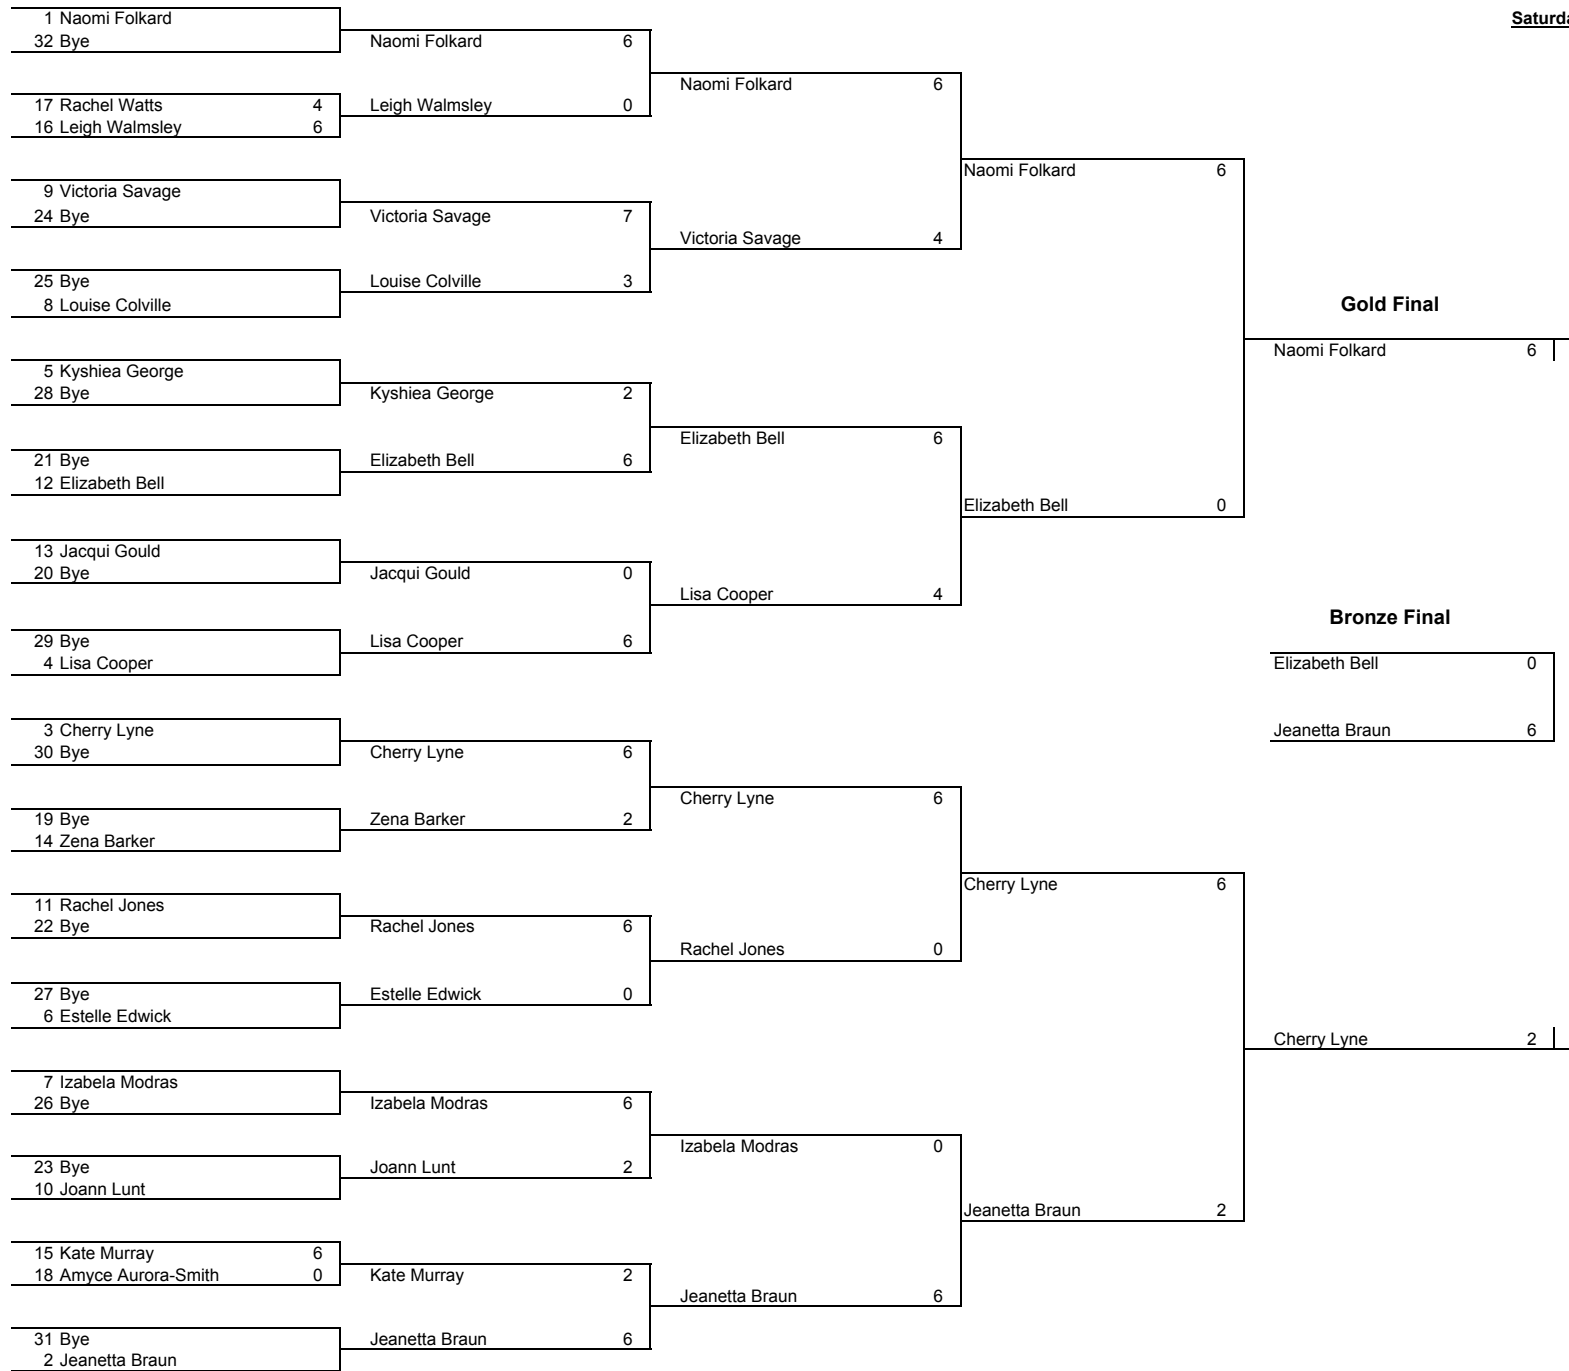 Saturda
1 Naomi Folkard
32 Bye
Naomi Folkard 6
Naomi Folkard 6
17 Rachel Watts 4
Leigh Walmsley 0
16 Leigh Walmsley 6
Naomi Folkard 6
9 Victoria Savage
24 Bye
Victoria Savage 7
Victoria Savage 4
25 Bye
Louise Colville 3
8 Louise Colville
Gold Final
Naomi Folkard 6
5 Kyshiea George
28 Bye
Kyshiea George 2
Elizabeth Bell 6
21 Bye
Elizabeth Bell 6
12 Elizabeth Bell
Elizabeth Bell 0
13 Jacqui Gould
20 Bye
Jacqui Gould 0
Lisa Cooper 4
Bronze Final
29 Bye
Lisa Cooper 6
4 Lisa Cooper
Elizabeth Bell 0
3 Cherry Lyne
Jeanetta Braun 6
30 Bye
Cherry Lyne 6
Cherry Lyne 6
19 Bye
Zena Barker 2
14 Zena Barker
Cherry Lyne 6
11 Rachel Jones
22 Bye
Rachel Jones 6
Rachel Jones 0
27 Bye
Estelle Edwick 0
6 Estelle Edwick
Cherry Lyne 2
7 Izabela Modras
26 Bye
Izabela Modras 6
Izabela Modras 0
23 Bye
Joann Lunt 2
10 Joann Lunt
Jeanetta Braun 2
15 Kate Murray 6
18 Amyce Aurora-Smith 0
Kate Murray 2
Jeanetta Braun 6
31 Bye
Jeanetta Braun 6
2 Jeanetta Braun